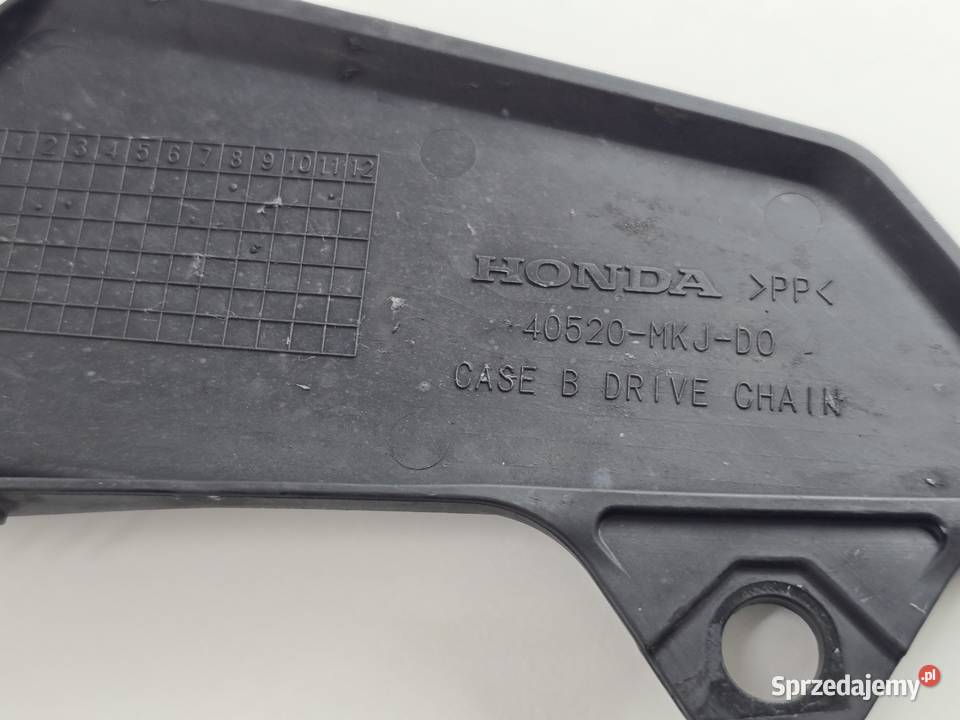 1 2 3 4 5 6 7 8 9 10 11 12
HONDA >PP<
40520-MKJ-D0
CASE B DRIVE CHAIN
Sprzedajemy.pl